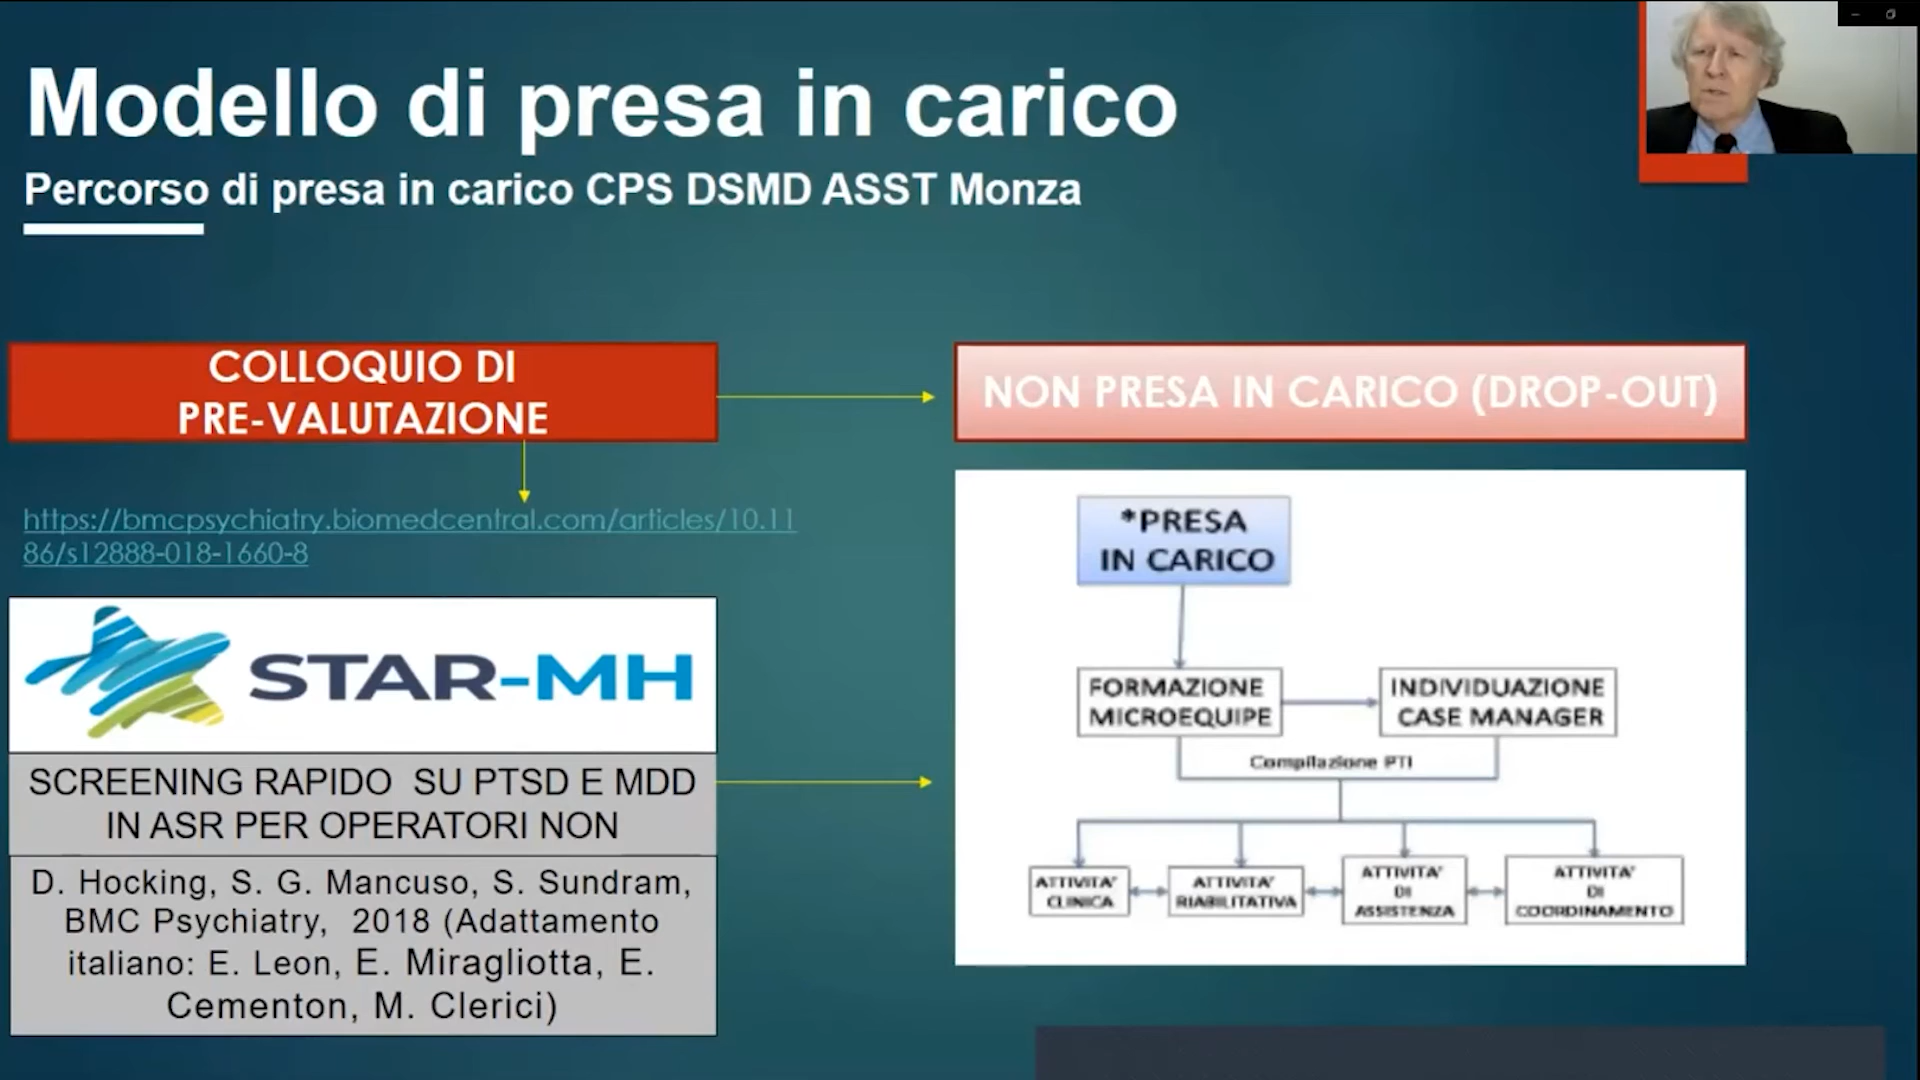 Modello di presa in carico
Percorso di presa in carico CPS DSMD ASST Monza
COLLOQUIO DI
PRE-VALUTAZIONE
NON PRESA IN CARICO (DROP-OUT)
https://bmcpsychiatry.biomedcentral.com/articles/10.11
86/s12888-018-1660-8
STAR-MH
SCREENING RAPIDO SU PTSD E MDD
IN ASR PER OPERATORI NON
D. Hocking, S. G. Mancuso, S. Sundram,
BMC Psychiatry, 2018 (Adattamento
italiano: E. Leon, E. Miragliotta, E.
Cementon, M. Clerici)
*PRESA
IN CARICO
FORMAZIONE
MICROEQUIPE
INDIVIDUAZIONE
CASE MANAGER
Compilazione PTI
ATTIVITA'
CLINICA
ATTIVITA'
RIABILITATIVA
ATTIVITA'
DI
ASSISTENZA
ATTIVITA'
DI
COORDINAMENTO